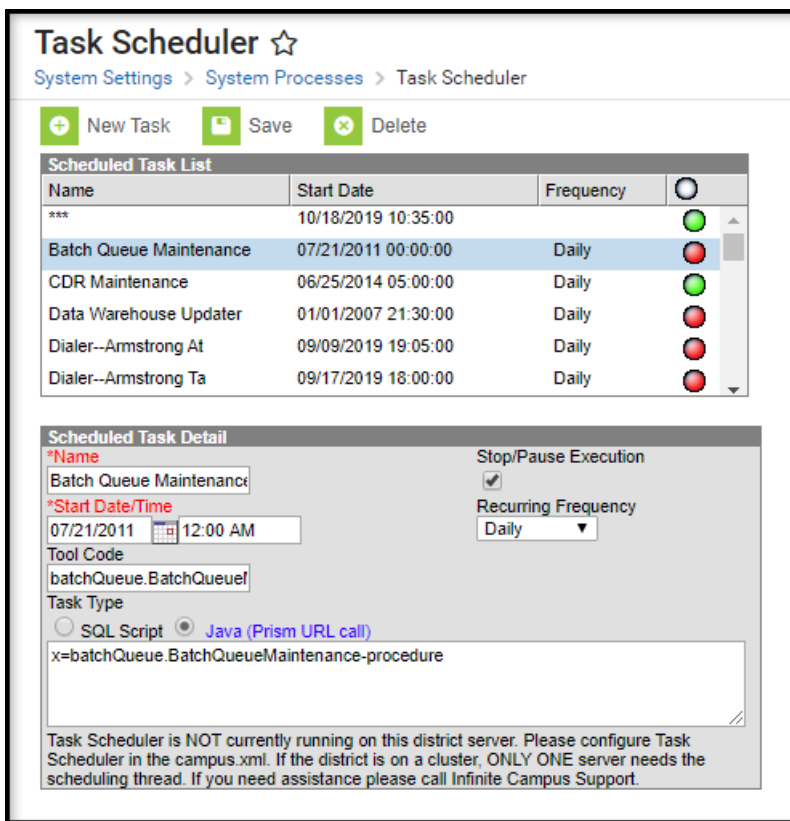 Task Scheduler
System Settings > System Processes > Task Scheduler
New Task Save Delete
Scheduled Task List
Name Start Date Frequency
*** 10/18/2019 10:35:00
Batch Queue Maintenance 07/21/2011 00:00:00 Daily
CDR Maintenance 06/25/2014 05:00:00 Daily
Data Warehouse Updater 01/01/2007 21:30:00 Daily
Dialer--Armstrong At 09/09/2019 19:05:00 Daily
Dialer--Armstrong Ta 09/17/2019 18:00:00 Daily
Scheduled Task Detail
*Name Stop/Pause Execution
Batch Queue Maintenance
*Start Date/Time Recurring Frequency
07/21/2011 12:00 AM Daily
Tool Code
batchQueue.BatchQueue
Task Type
SQL Script Java (Prism URL call)
x=batchQueue.BatchQueueMaintenance-procedure
Task Scheduler is NOT currently running on this district server. Please configure Task
Scheduler in the campus.xml. If the district is on a cluster, ONLY ONE server needs the
scheduling thread. If you need assistance please call Infinite Campus Support.